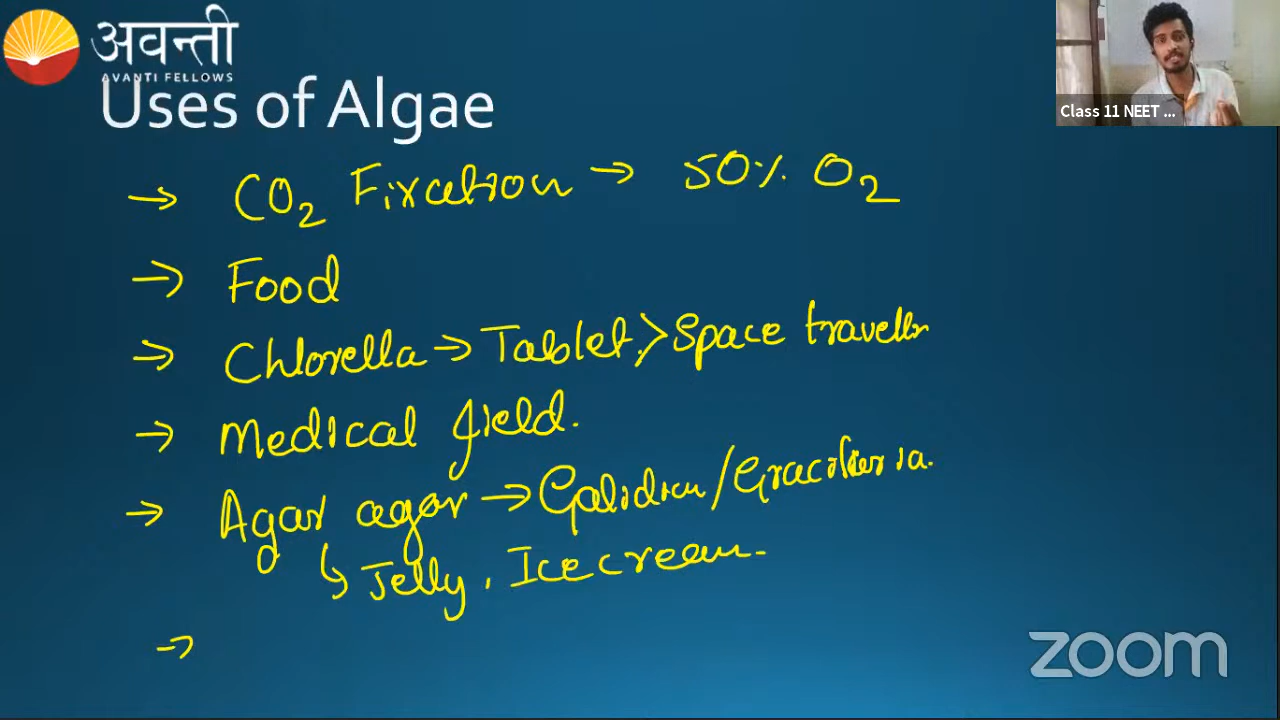 अवन्ती
AVANTI FELLOWS
Uses of Algae
Class 11 NEET ...
→ CO2 Fixation → 50% O2
→ Food
→ Chlorella → Tablet > Space traveller
→ Medical field.
→ Agar agar → Galidium / Gracilaria.
↳ Jelly, Icecream.
→
zoom